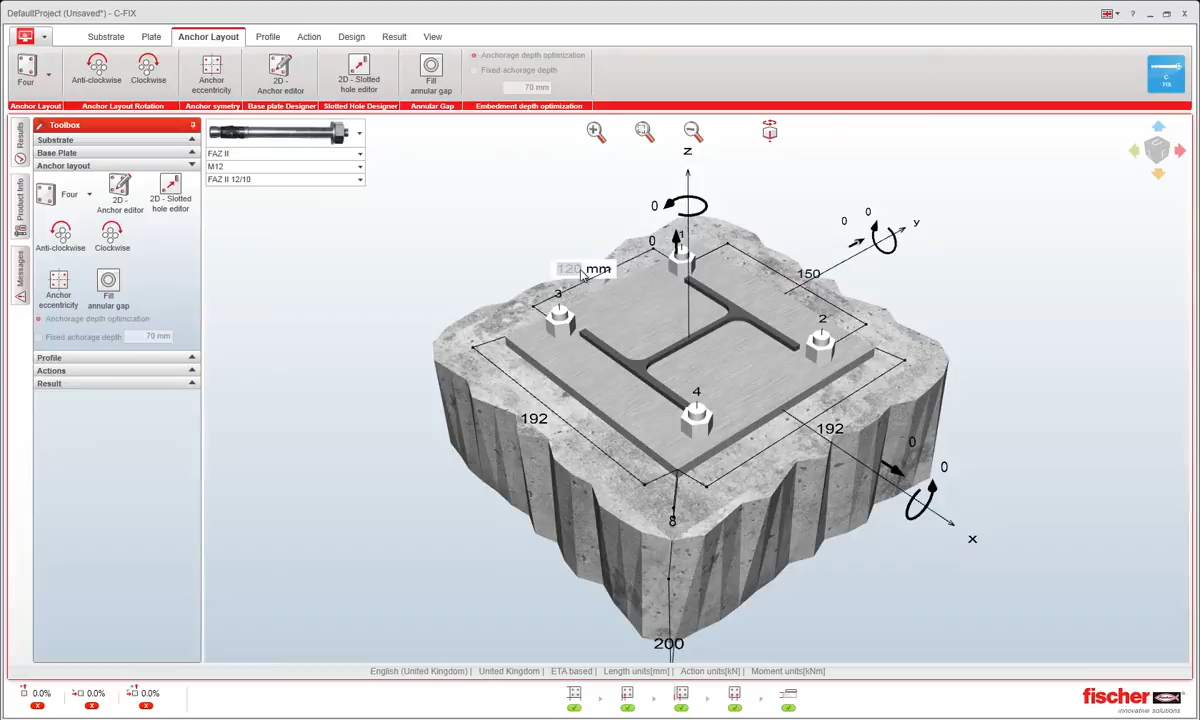 DefaultProject (Unsaved*) - C-FIX
Substrate Plate Anchor Layout Profile Action Design Result View
Four
Anti-clockwise
Clockwise
Anchor
eccentricity
2D -
Anchor editor
2D - Slotted
hole editor
Fill
annular gap
Anchorage depth optimization
Fixed achorage depth
70 mm
C
FIX
Anchor Layout
Anchor Layout Rotation
Anchor symetry
Base plate Designer
Slotted Hole Designer
Annular Gap
Embedment depth optimization
Results
Product Info
Messages
Toolbox
Substrate
Base Plate
Anchor layout
Four
2D -
Anchor editor
2D - Slotted
hole editor
Anti-clockwise
Clockwise
Anchor
eccentricity
Fill
annular gap
Anchorage depth optimization
Fixed achorage depth 70 mm
Profile
Actions
Result
FAZ II
M12
FAZ II 12/10
z
0
0
1
0
0
y
120 mm
150
3
2
4
192
192
0
0
8
x
200
English (United Kingdom) | United Kingdom | ETA based | Length units[mm] | Action units[kN] | Moment units[kNm]
0.0%
0.0%
0.0%
fischer
innovative solutions